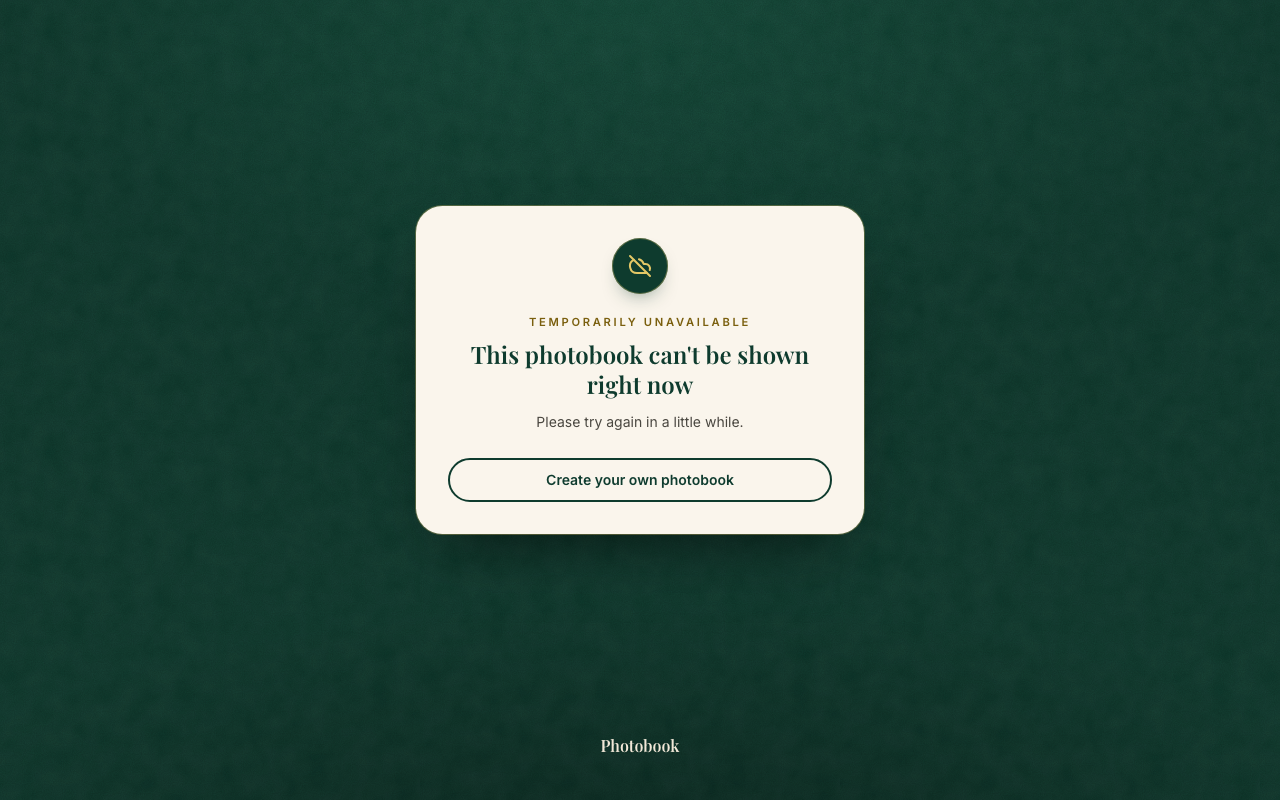 TEMPORARILY UNAVAILABLE
This photobook can't be shown
right now
Please try again in a little while.
Create your own photobook
Photobook